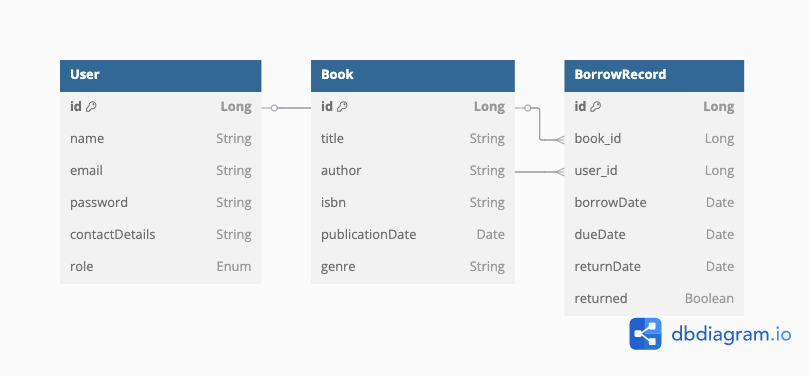 User
id Long
name String
email String
password String
contactDetails String
role Enum
Book
id Long
title String
author String
isbn String
publicationDate Date
genre String
BorrowRecord
id Long
book_id Long
user_id Long
borrowDate Date
dueDate Date
returnDate Date
returned Boolean
dbdiagram.io